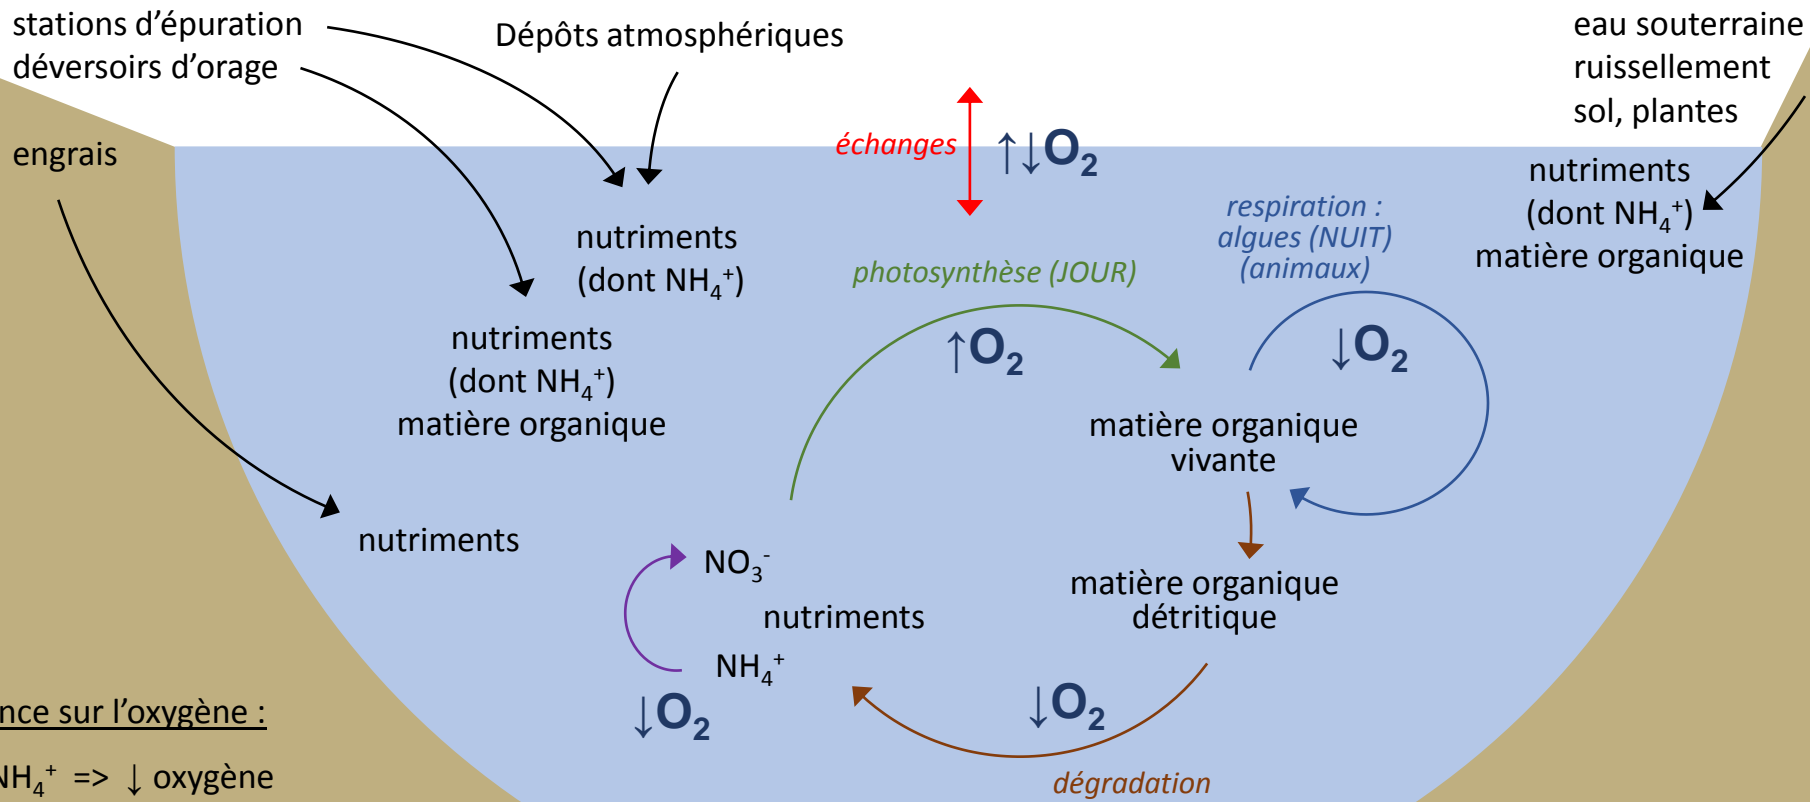 stations d’épuration
déversoirs d’orage
Dépôts atmosphériques
eau souterraine
ruissellement
sol, plantes
engrais
échanges
↑↓O₂
nutriments
(dont NH₄⁺)
matière organique
respiration :
algues (NUIT)
(animaux)
nutriments
(dont NH₄⁺)
photosynthèse (JOUR)
nutriments
(dont NH₄⁺)
matière organique
↑O₂
↓O₂
matière organique
vivante
nutriments
NO₃⁻
nutriments
NH₄⁺
matière organique
détritique
↓O₂
↓O₂
dégradation
sur l’oxygène :
NH₄⁺ => ↓ oxygène